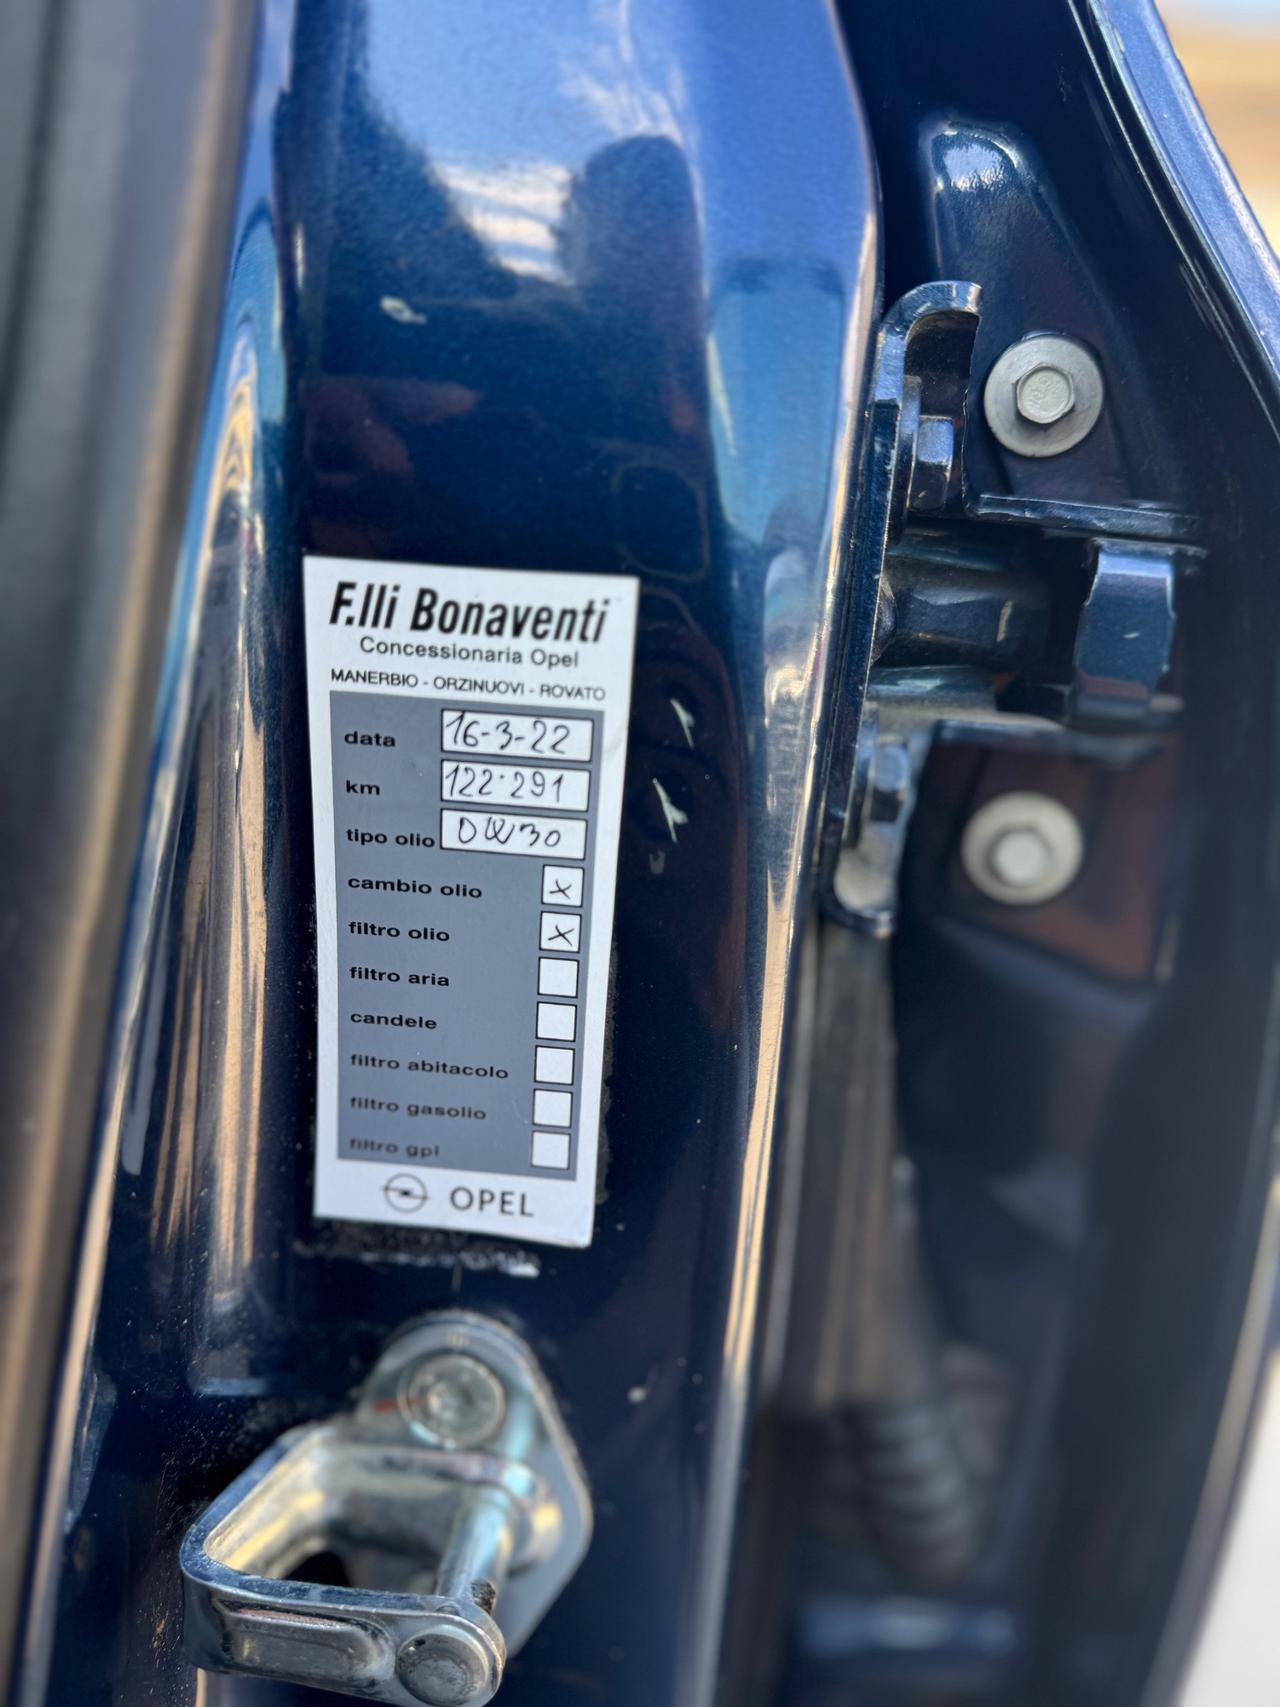 F.lli Bonaventi
Concessionaria Opel
MANERBIO - ORZINUOVI - ROVATO
data 16-3-22
km 122·291
tipo olio 0W30
cambio olio x
filtro olio x
filtro aria
candele
filtro abitacolo
filtro gasolio
filtro gpl
OPEL